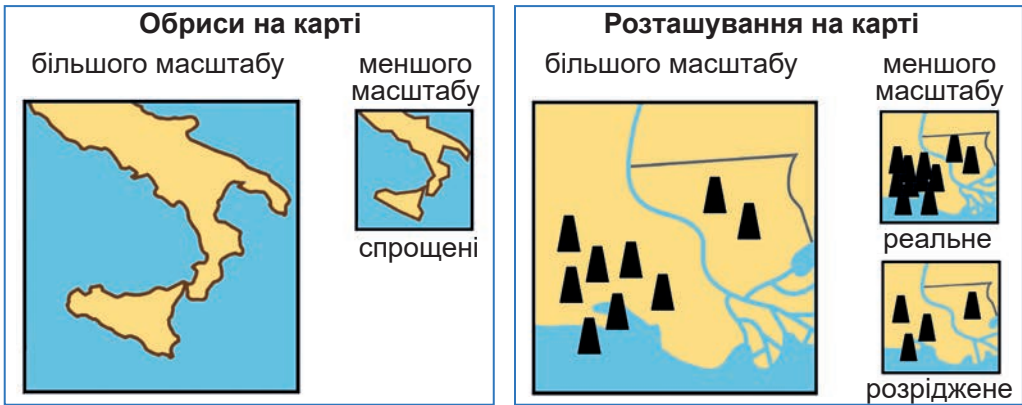 Обриси на карті
більшого масштабу
меншого
масштабу
спрощені
Розташування на карті
більшого масштабу
меншого
масштабу
реальне
розріджене